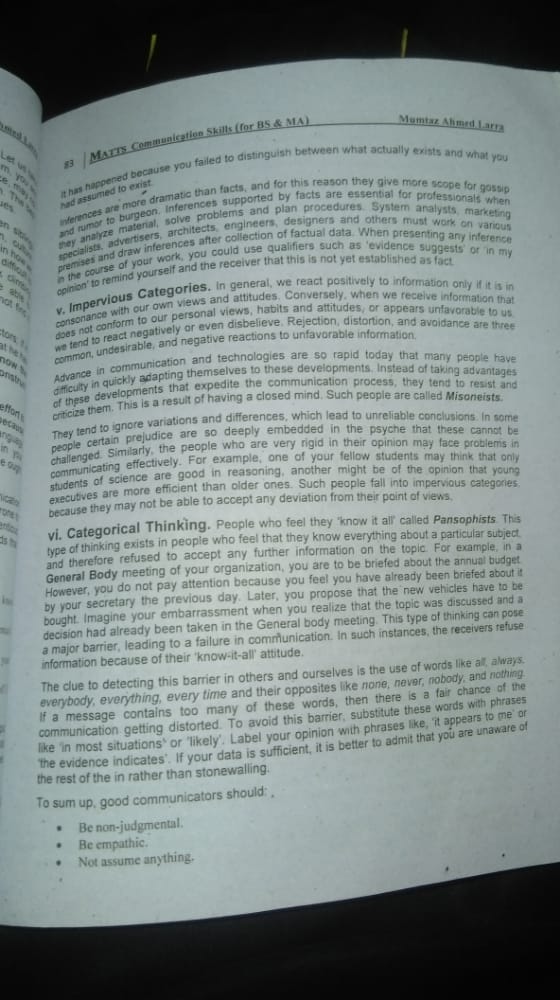 83 | MATTS Communication Skills (for BS & MA) Mumtaz Ahmed Larra
It has happened because you failed to distinguish between what actually exists and what you
had assumed to exist.
Inferences are more dramatic than facts, and for this reason they give more scope for gossip
and rumor to burgeon. Inferences supported by facts are essential for professionals when
they analyze material, solve problems and plan procedures. System analysts, marketing
specialists, advertisers, architects, engineers, designers and others must work on various
premises and draw inferences after collection of factual data. When presenting any inference
in the course of your work, you could use qualifiers such as 'evidence suggests' or 'in my
opinion' to remind yourself and the receiver that this is not yet established as fact.
v. Impervious Categories. In general, we react positively to information only if it is in
consonance with our own views and attitudes. Conversely, when we receive information that
does not conform to our personal views, habits and attitudes, or appears unfavorable to us,
we tend to react negatively or even disbelieve. Rejection, distortion, and avoidance are three
common, undesirable, and negative reactions to unfavorable information.
Advance in communication and technologies are so rapid today that many people have
difficulty in quickly adapting themselves to these developments. Instead of taking advantages
of these developments that expedite the communication process, they tend to resist and
criticize them. This is a result of having a closed mind. Such people are called Misoneists.
They tend to ignore variations and differences, which lead to unreliable conclusions. In some
people certain prejudice are so deeply embedded in the psyche that these cannot be
challenged. Similarly, the people who are very rigid in their opinion may face problems in
communicating effectively. For example, one of your fellow students may think that only
students of science are good in reasoning, another might be of the opinion that young
executives are more efficient than older ones. Such people fall into impervious categories,
because they may not be able to accept any deviation from their point of views.
vi. Categorical Thinking. People who feel they 'know it all' called Pansophists. This
type of thinking exists in people who feel that they know everything about a particular subject,
and therefore refused to accept any further information on the topic. For example, in a
General Body meeting of your organization, you are to be briefed about the annual budget.
However, you do not pay attention because you feel you have already been briefed about it
by your secretary the previous day. Later, you propose that the new vehicles have to be
bought. Imagine your embarrassment when you realize that the topic was discussed and a
decision had already been taken in the General body meeting. This type of thinking can pose
a major barrier, leading to a failure in communication. In such instances, the receivers refuse
information because of their 'know-it-all' attitude.
The clue to detecting this barrier in others and ourselves is the use of words like all, always,
everybody, everything, every time and their opposites like none, never, nobody, and nothing.
If a message contains too many of these words, then there is a fair chance of the
communication getting distorted. To avoid this barrier, substitute these words with phrases
like 'in most situations' or 'likely'. Label your opinion with phrases like, 'it appears to me' or
'the evidence indicates'. If your data is sufficient, it is better to admit that you are unaware of
the rest of the in rather than stonewalling.
To sum up, good communicators should:
• Be non-judgmental.
• Be empathic.
• Not assume anything.